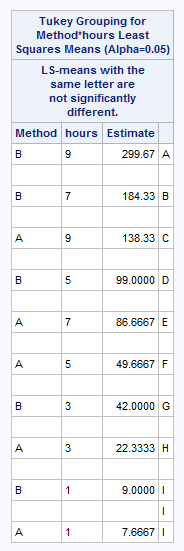 Tukey Grouping for
Method*hours Least
Squares Means (Alpha=0.05)
LS-means with the
same letter are
not significantly
different.
Method hours Estimate
B 9 299.67 A
B 7 184.33 B
A 9 138.33 C
B 5 99.0000 D
A 7 86.6667 E
A 5 49.6667 F
B 3 42.0000 G
A 3 22.3333 H
B 1 9.0000 I
I
A 1 7.6667 I